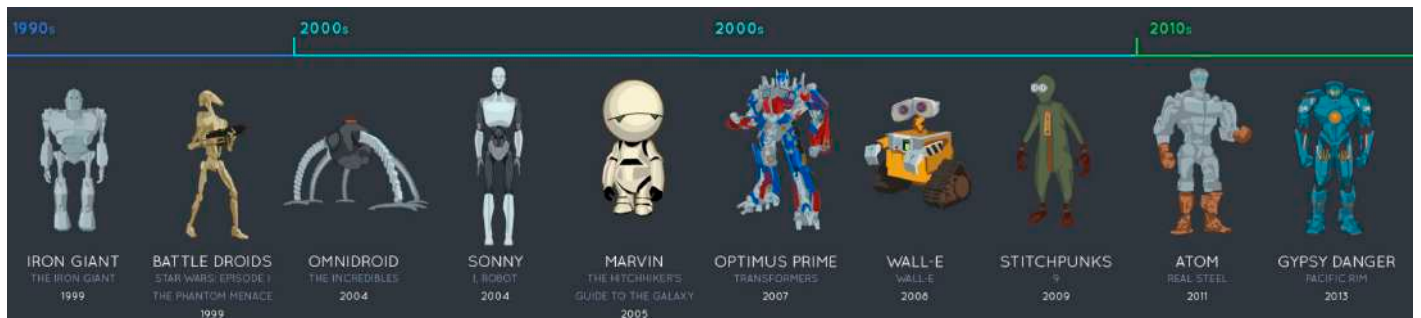 1990s
2000s
2000s
2010s
IRON GIANT
THE IRON GIANT
1999
BATTLE DROIDS
STAR WARS: EPISODE I
THE PHANTOM MENACE
1999
OMNIDROID
THE INCREDIBLES
2004
SONNY
I, ROBOT
2004
MARVIN
THE HITCHHIKER'S
GUIDE TO THE GALAXY
2005
OPTIMUS PRIME
TRANSFORMERS
2007
WALL-E
WALL-E
2008
STITCHPUNKS
9
2009
ATOM
REAL STEEL
2011
GYPSY DANGER
PACIFIC RIM
2013